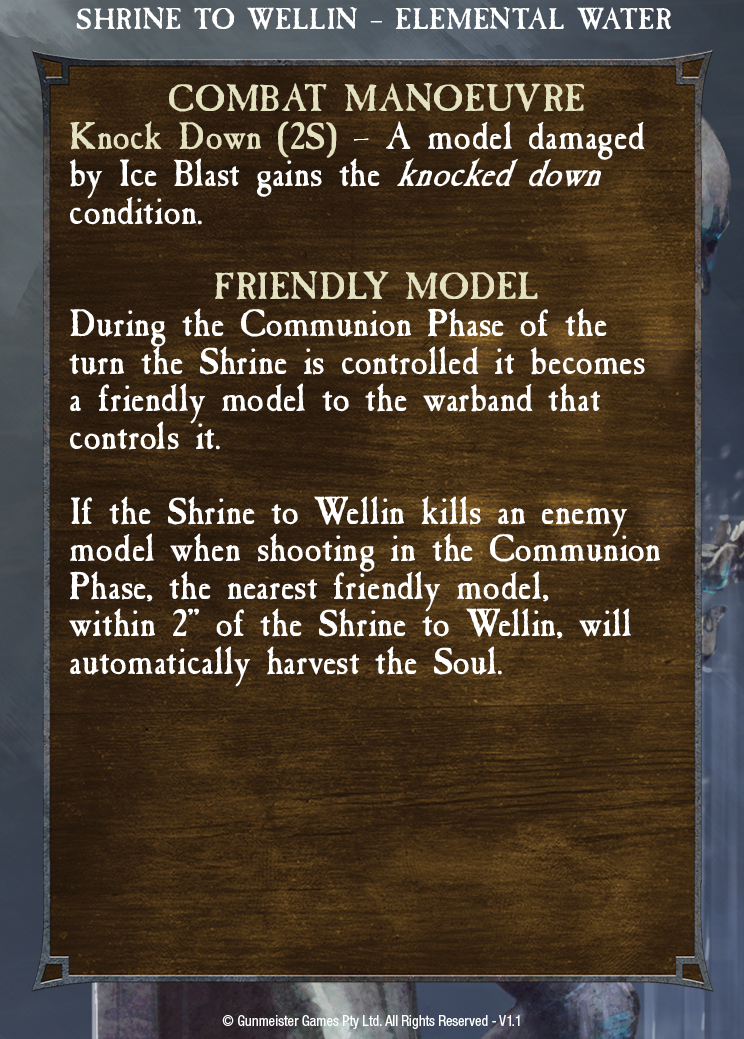 SHRINE TO WELLIN – ELEMENTAL WATER
COMBAT MANOEUVRE
Knock Down (2S) – A model damaged
by Ice Blast gains the knocked down
condition.
FRIENDLY MODEL
During the Communion Phase of the
turn the Shrine is controlled it becomes
a friendly model to the warband that
controls it.
If the Shrine to Wellin kills an enemy
model when shooting in the Communion
Phase, the nearest friendly model,
within 2” of the Shrine to Wellin, will
automatically harvest the Soul.
© Gunmeister Games Pty Ltd. All Rights Reserved - V1.1